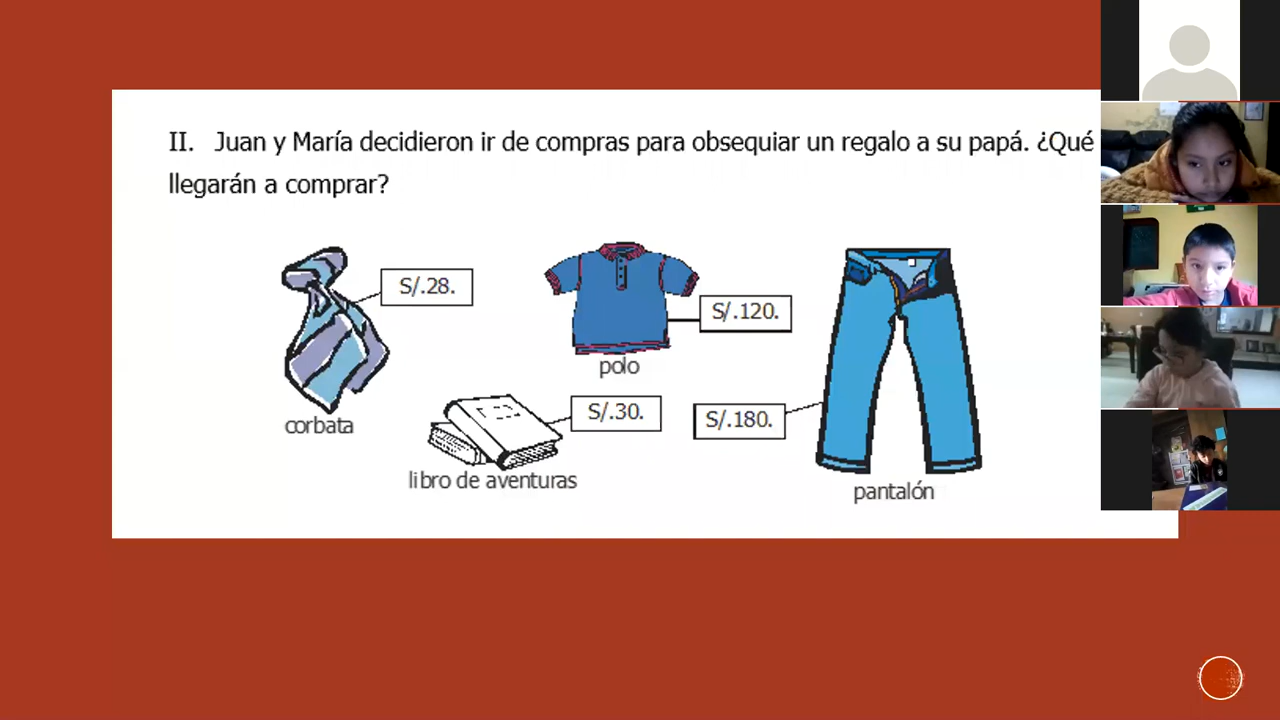 II. Juan y María decidieron ir de compras para obsequiar un regalo a su papá. ¿Qué
llegarán a comprar?
S/.28.
corbata
S/.120.
polo
S/.30.
libro de aventuras
S/.180.
pantalón